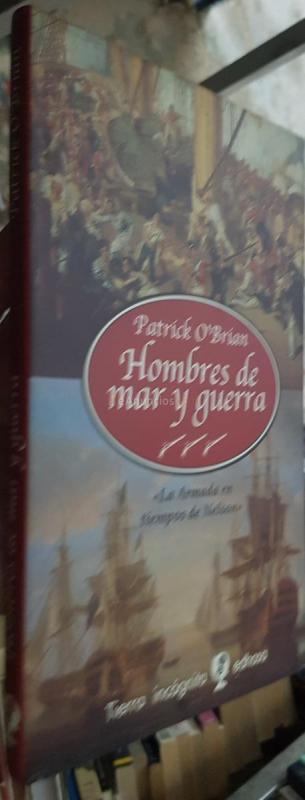 Patrick O'Brian
Hombres de
mar y guerra
«La Armada en
tiempos de Nelson»
Tierra incógnita edhasa